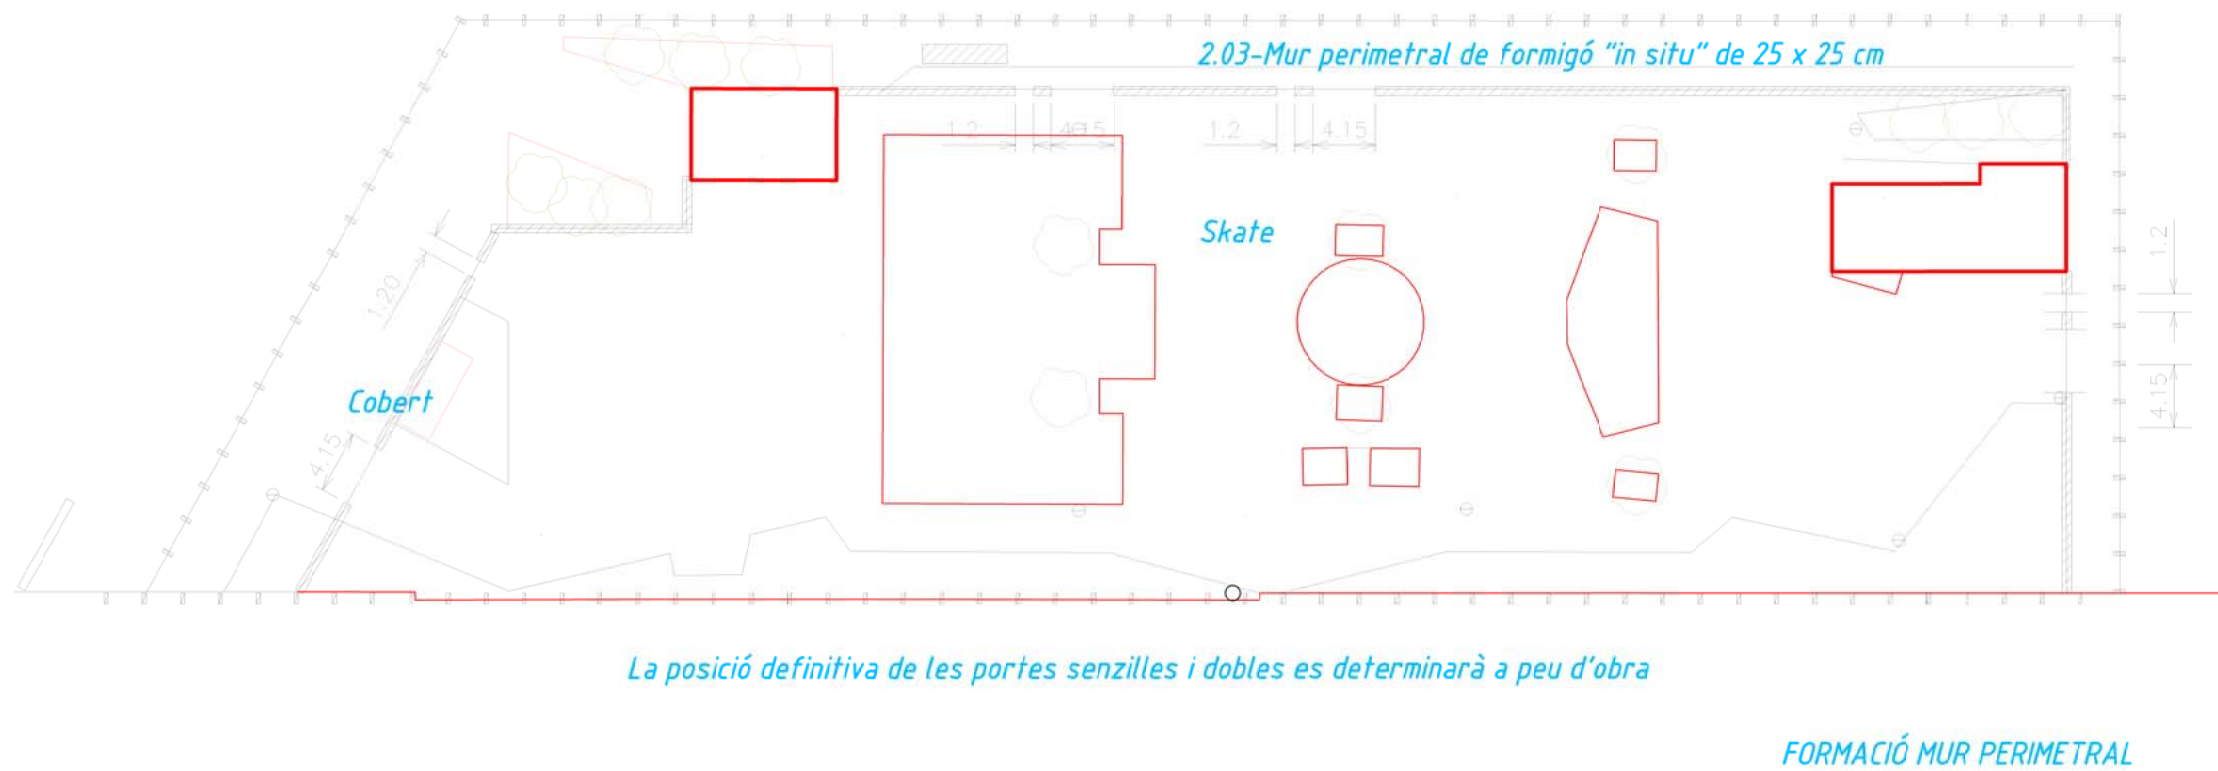 2.03-Mur perimetral de formigó "in situ" de 25 x 25 cm
1.2
4.15
1.2
4.15
Skate
1.2
1.20
Cobert
4.15
4.15
La posició definitiva de les portes senzilles i dobles es determinarà a peu d'obra
FORMACIÓ MUR PERIMETRAL